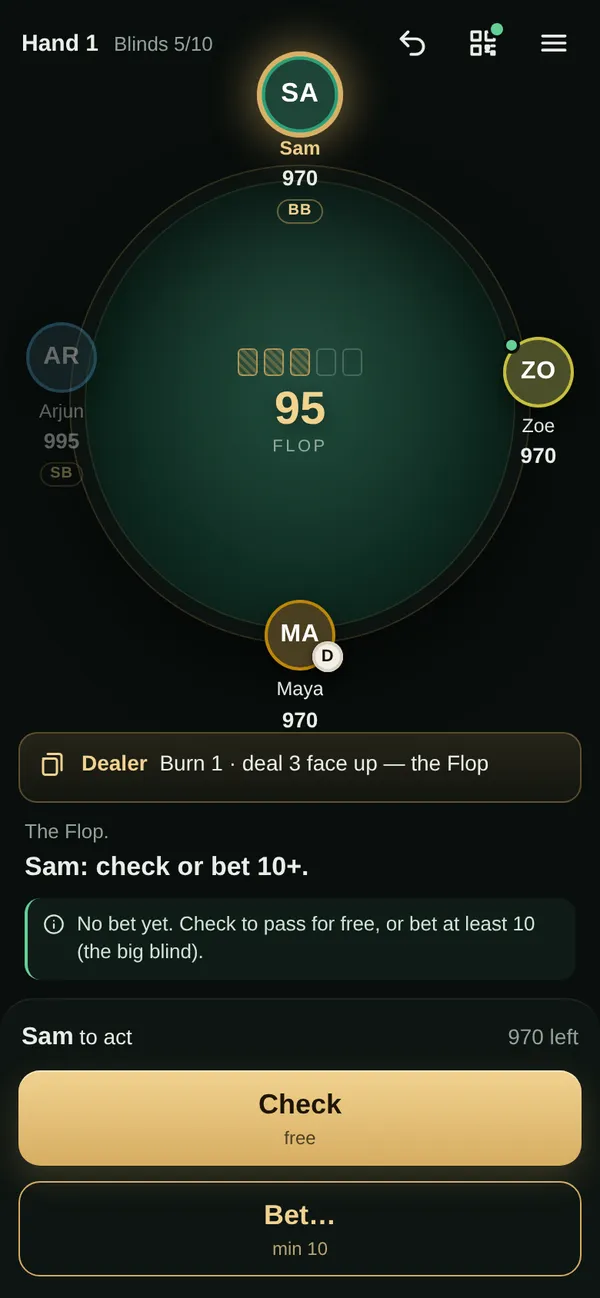 Hand 1 Blinds 5/10
SA
Sam
970
BB
AR
Arjun
995
SB
95
FLOP
ZO
Zoe
970
MA
D
Maya
970
Dealer Burn 1 · deal 3 face up — the Flop
The Flop.
Sam: check or bet 10+.
No bet yet. Check to pass for free, or bet at least 10
(the big blind).
Sam to act 970 left
Check
free
Bet…
min 10